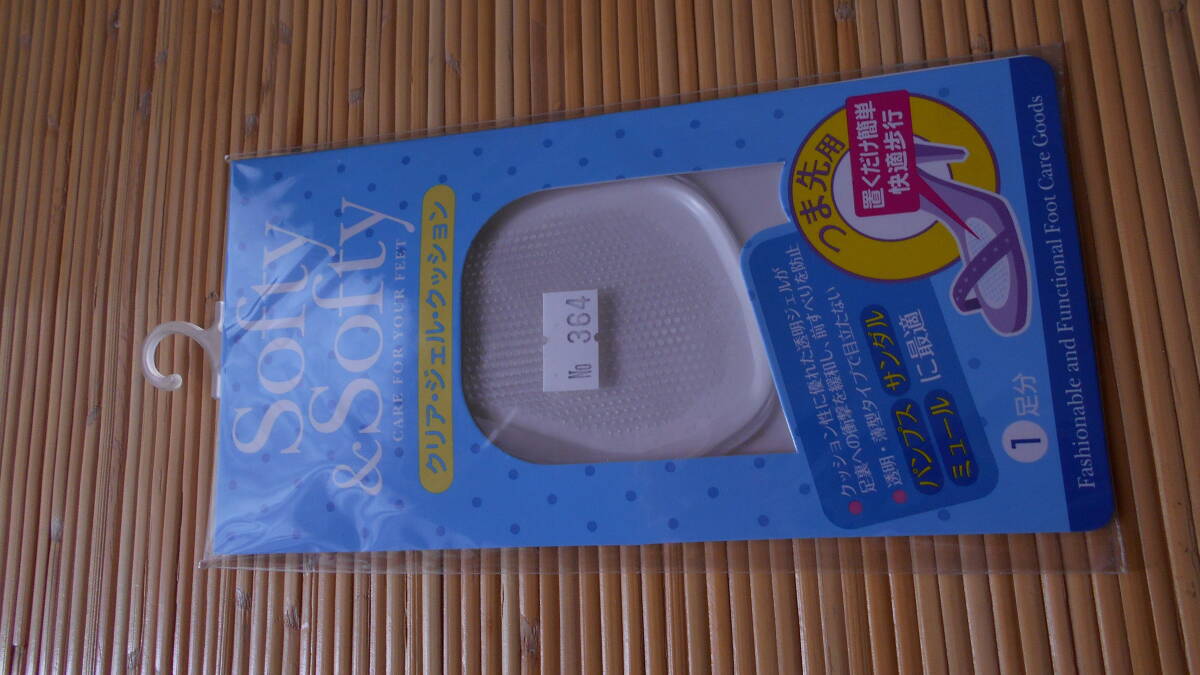 Softy
&Softy
CARE FOR YOUR FEET
クリア・ジェル・クッション
No 364
つま先用
置くだけ簡単
快適歩行
クッション性に優れた透明ジェルが
足裏への衝撃を緩和し、前すべりを防止
透明・薄型タイプで目立たない
パンプス サンダル
ミュール に最適
1 足分
Fashionable and Functional Foot Care Goods